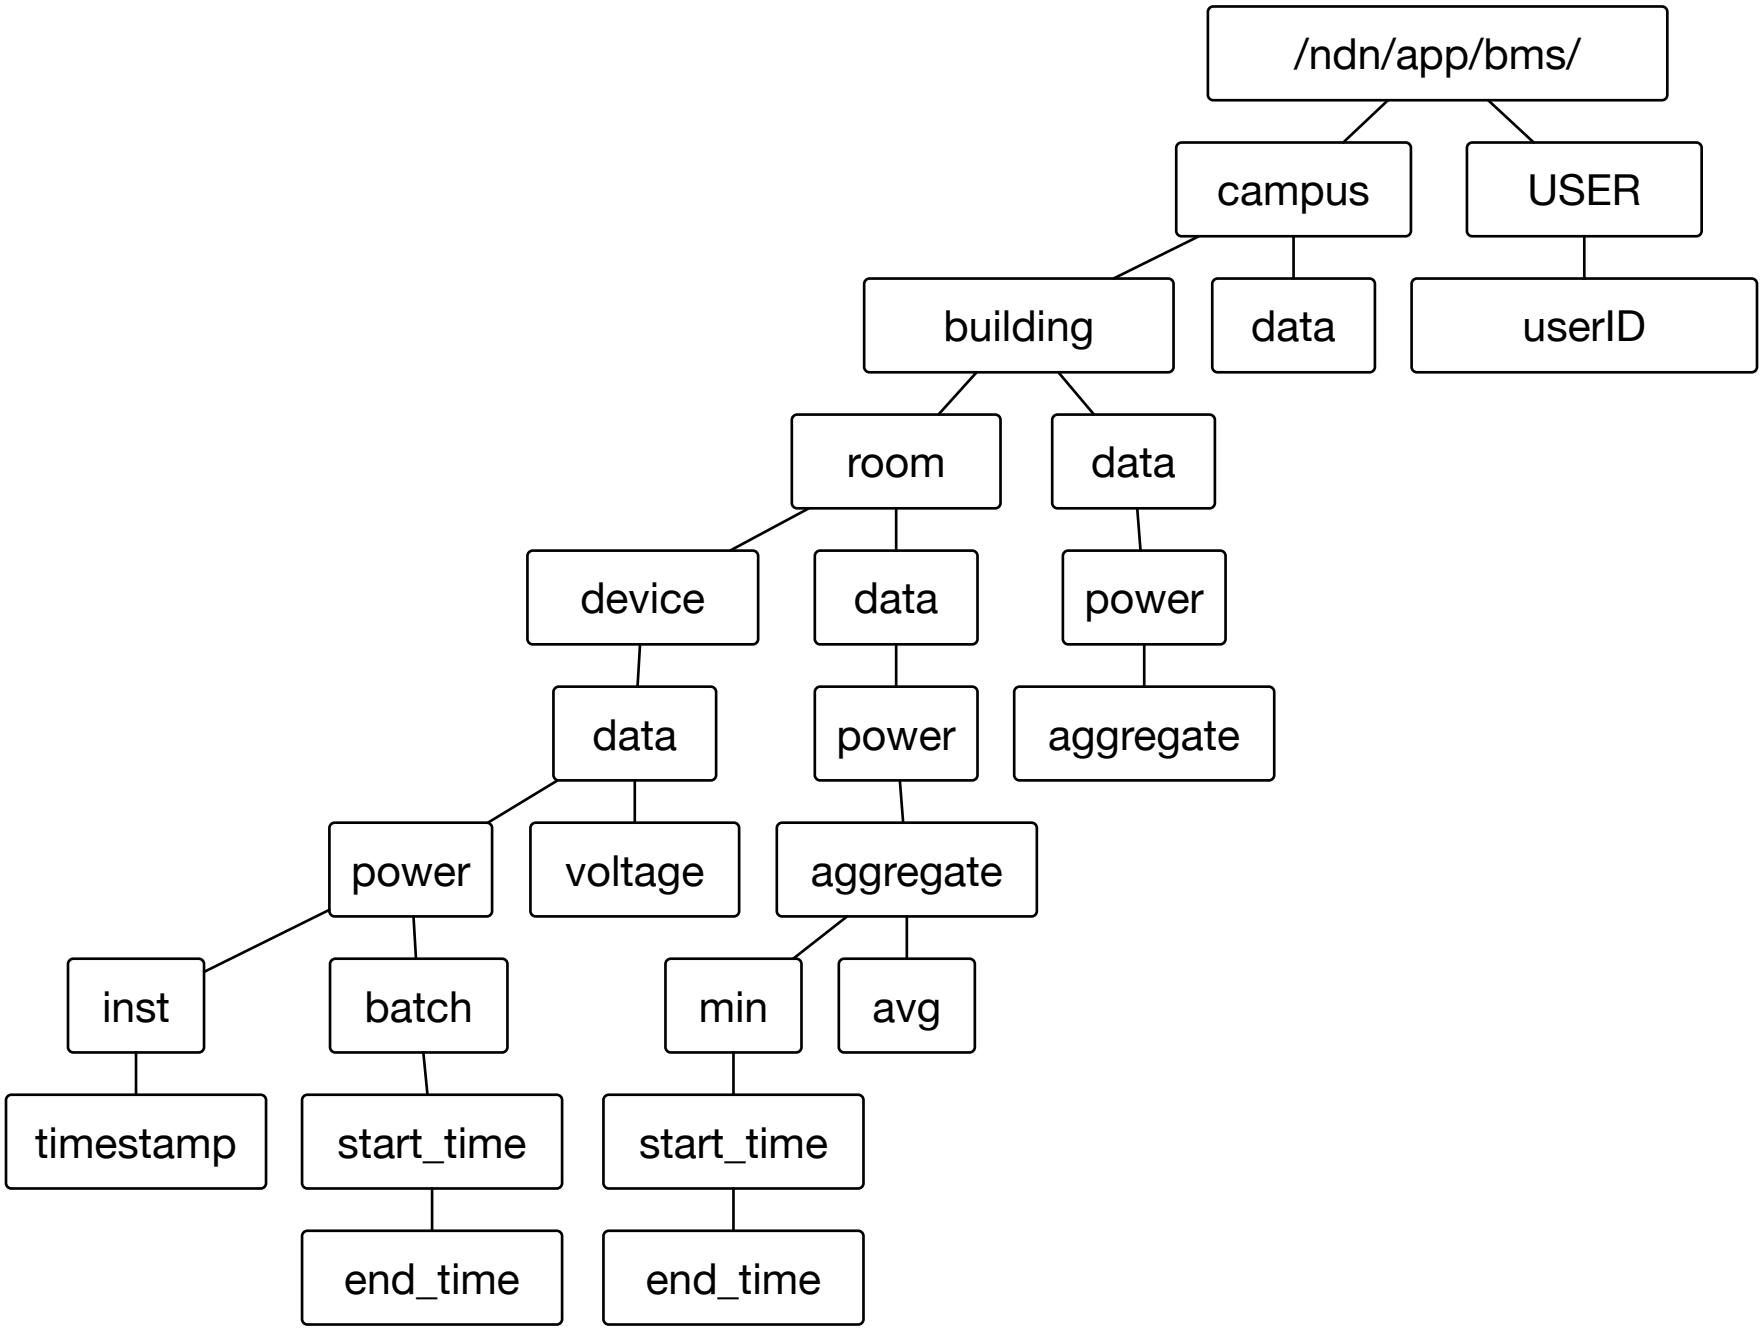 /ndn/app/bms/
campus
USER
building
data
userID
room
data
device
data
power
data
power
aggregate
power
voltage
aggregate
inst
batch
min
avg
timestamp
start_time
start_time
end_time
end_time